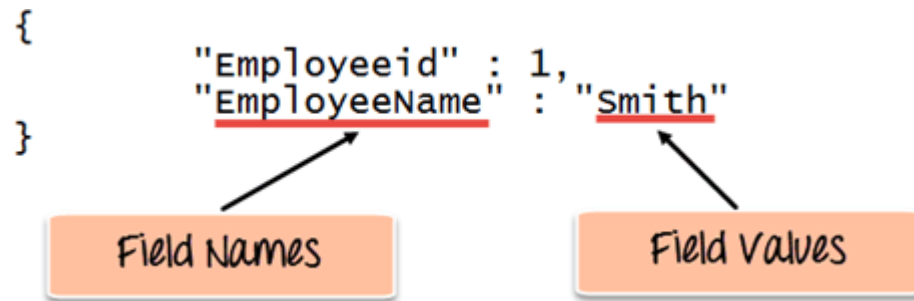 {
"Employeeid" : 1,
"EmployeeName" : "Smith"
}
Field Names
Field Values